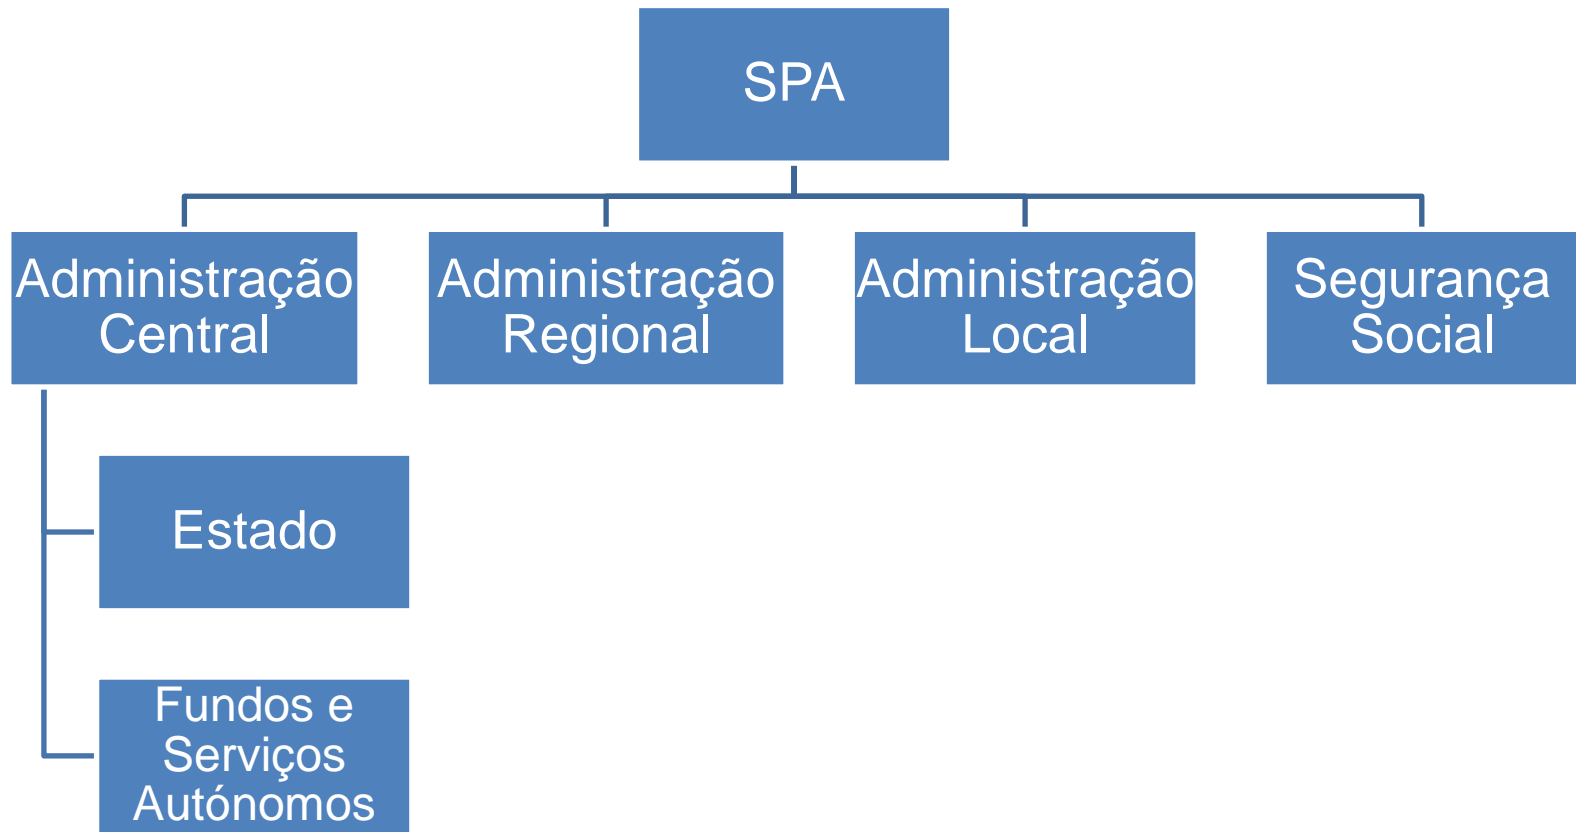 SPA
Administração
Central
Administração
Regional
Administração
Local
Segurança
Social
Estado
Fundos e
Serviços
Autónomos